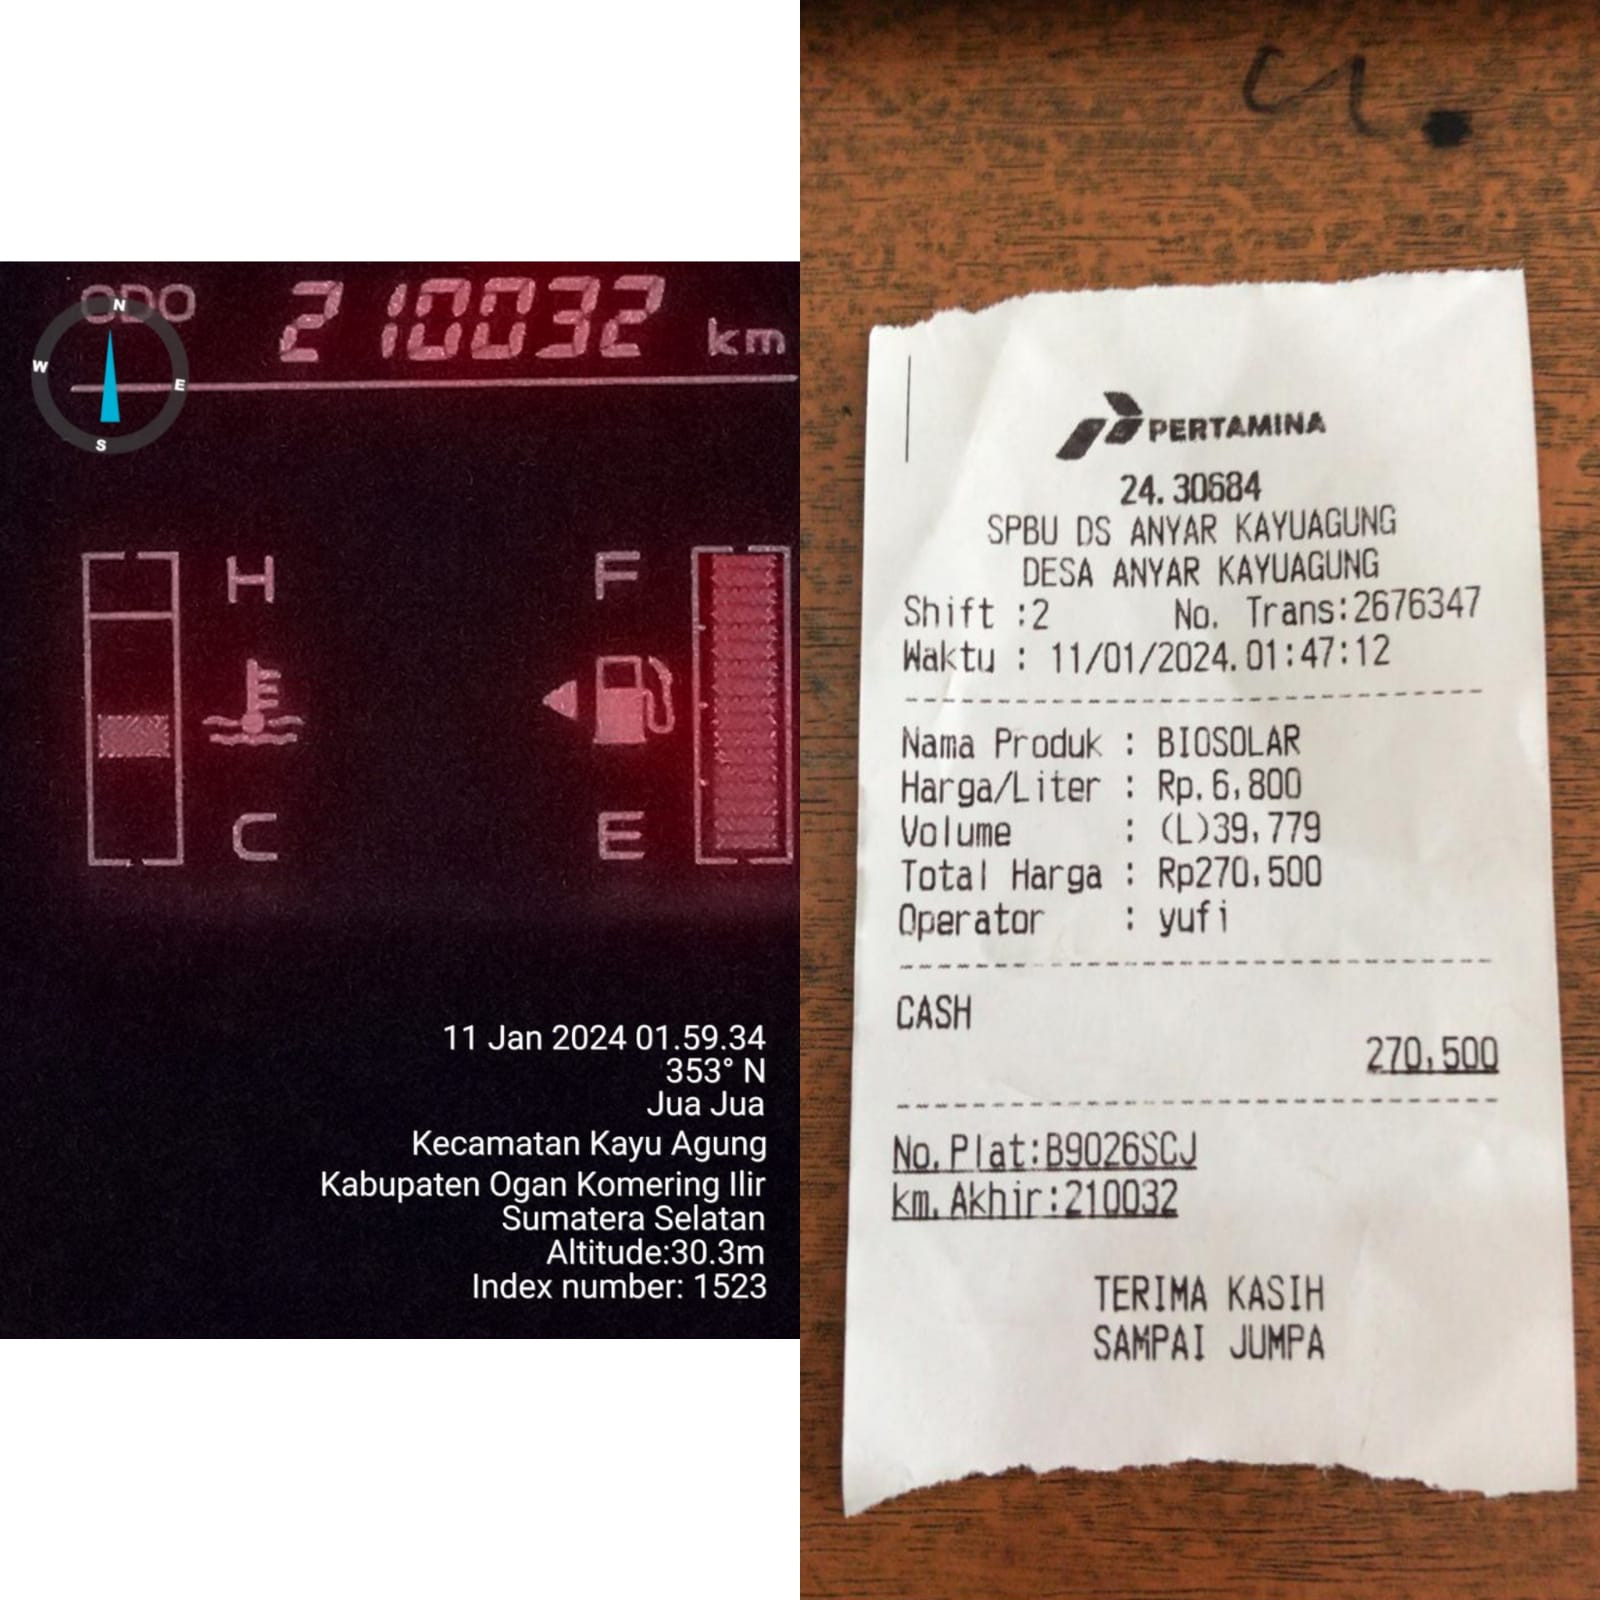 ODO 210032 km
N
W
E
S
H
F
C
E
11 Jan 2024 01.59.34
353° N
Jua Jua
Kecamatan Kayu Agung
Kabupaten Ogan Komering Ilir
Sumatera Selatan
Altitude:30.3m
Index number: 1523
PERTAMINA
24.30684
SPBU DS ANYAR KAYUAGUNG
DESA ANYAR KAYUAGUNG
Shift :2 No. Trans:2676347
Waktu : 11/01/2024.01:47:12
Nama Produk : BIOSOLAR
Harga/Liter : Rp.6,800
Volume : (L)39,779
Total Harga : Rp270,500
Operator : yufi
CASH
270,500
No.Plat:B9026SCJ
km.Akhir:210032
TERIMA KASIH
SAMPAI JUMPA